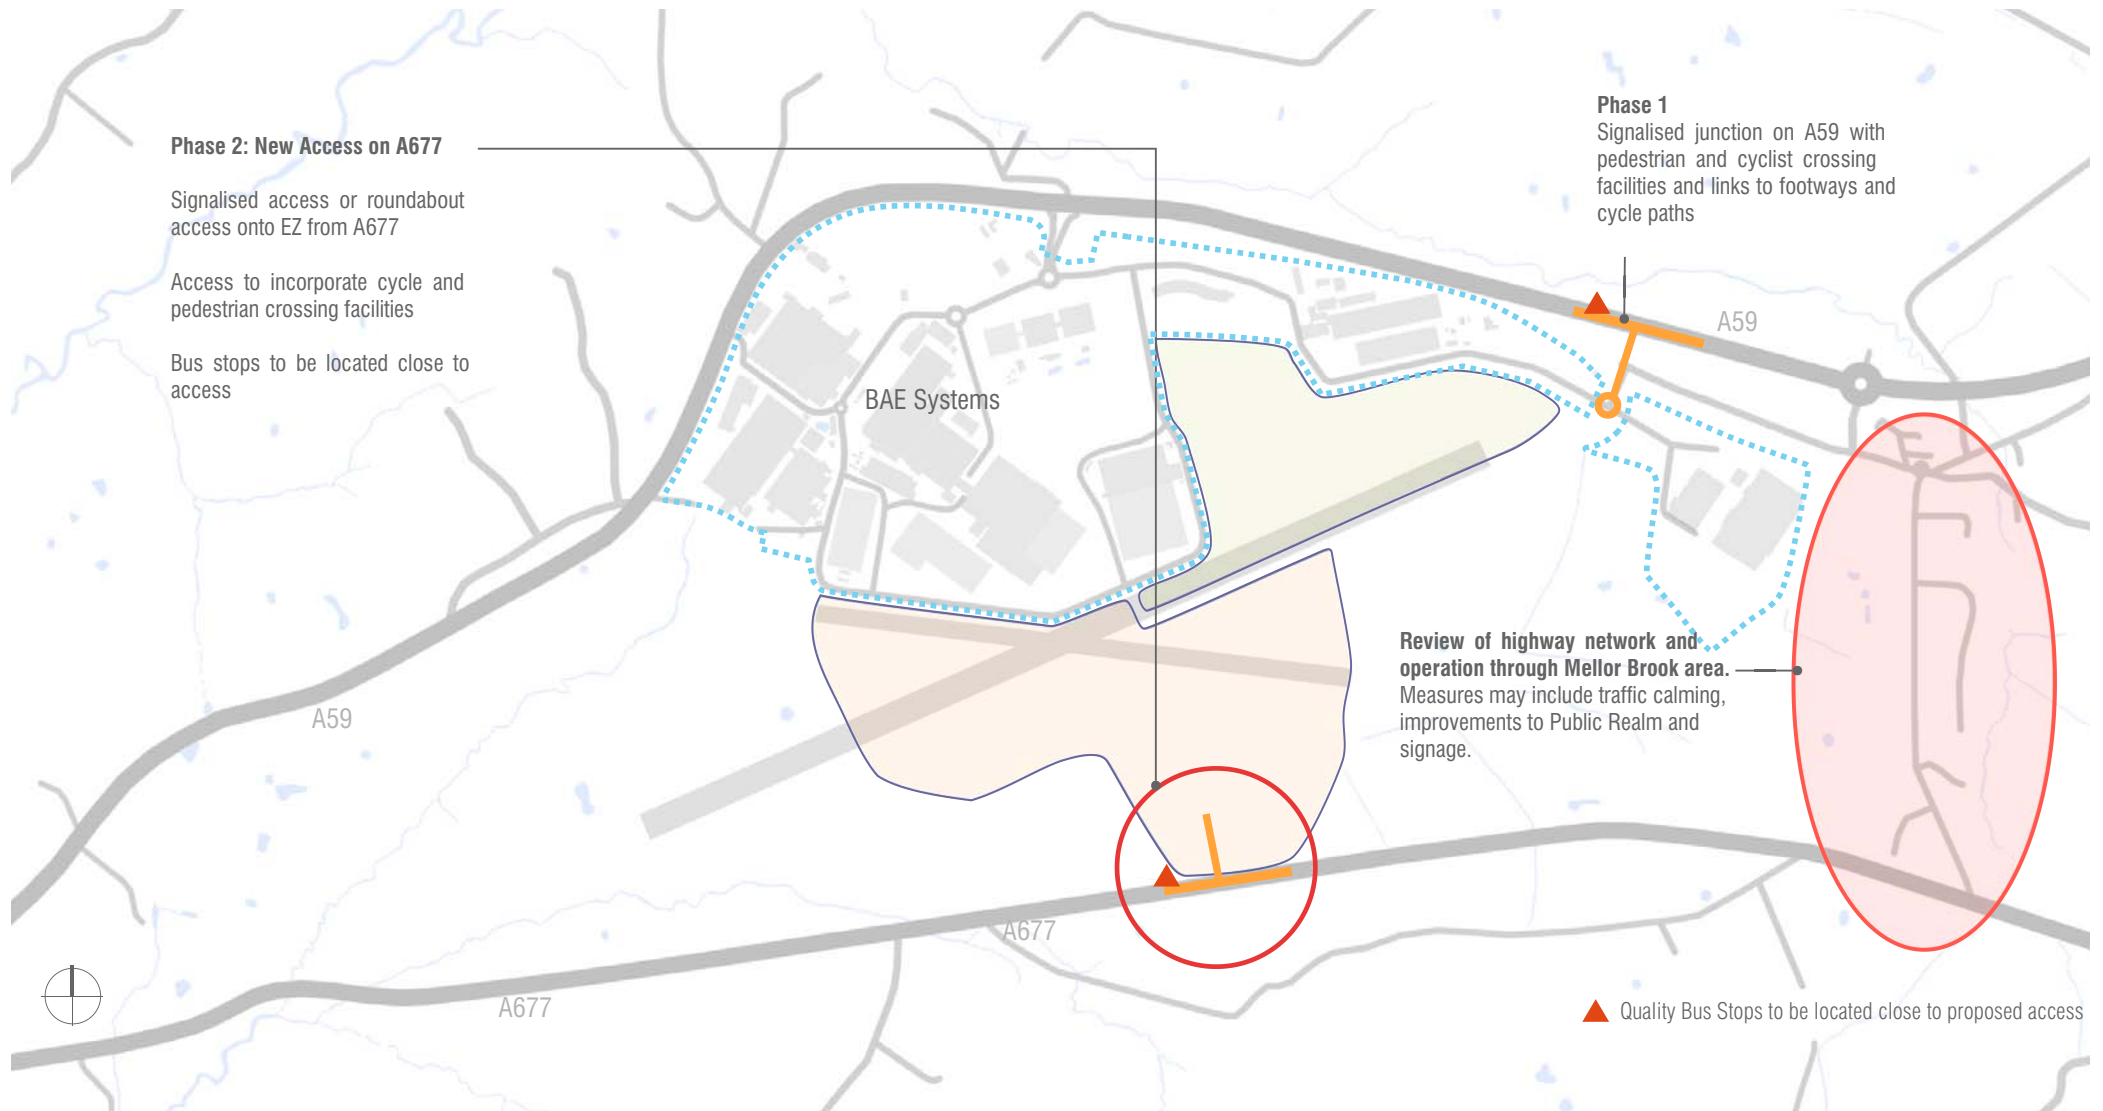 Phase 2: New Access on A677
Signalised access or roundabout
access onto EZ from A677
Access to incorporate cycle and
pedestrian crossing facilities
Bus stops to be located close to
access
Phase 1
Signalised junction on A59 with
pedestrian and cyclist crossing
facilities and links to footways and
cycle paths
A59
BAE Systems
Review of highway network and
operation through Mellor Brook area.
Measures may include traffic calming,
improvements to Public Realm and
signage.
A59
A677
A677
Quality Bus Stops to be located close to proposed access